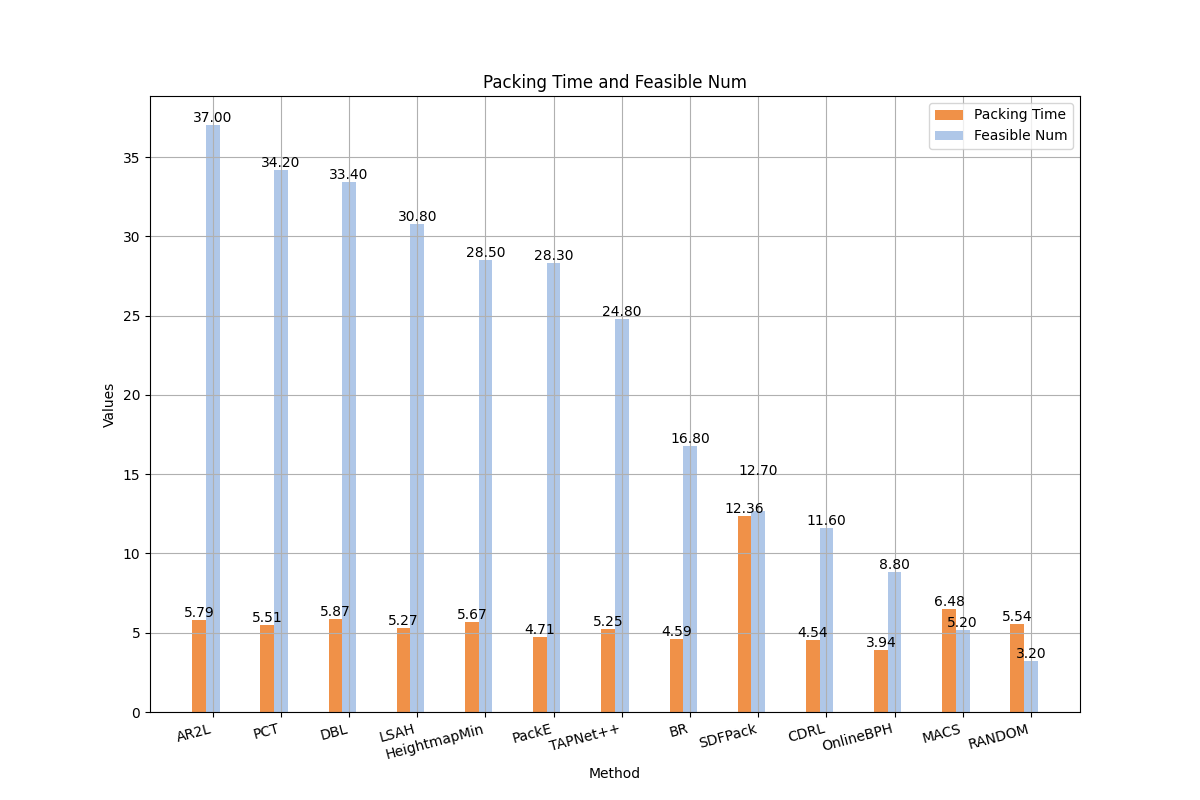 Packing Time and Feasible Num
Packing Time
Feasible Num
Values
35
30
25
20
15
10
5
0
37.00
34.20
33.40
30.80
28.50
28.30
24.80
16.80
12.70
12.36
11.60
8.80
5.79
5.51
5.87
5.27
5.67
4.71
5.25
4.59
4.54
3.94
6.48
5.20
5.54
3.20
AR2L
PCT
DBL
LSAH
HeightmapMin
PackE
TAPNet++
BR
SDFPack
CDRL
OnlineBPH
MACS
RANDOM
Method